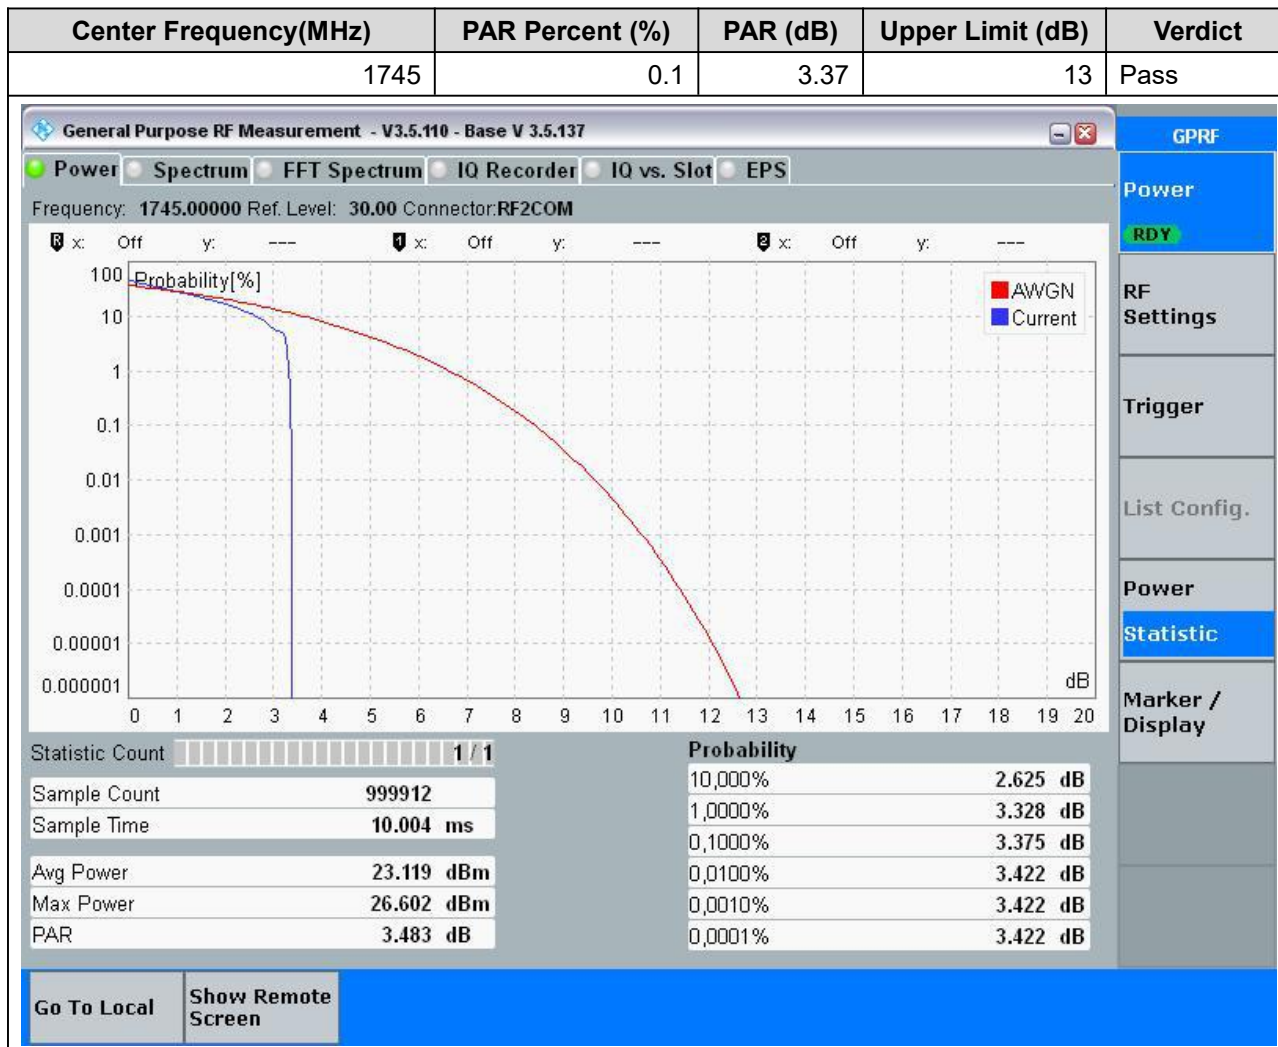 Center Frequency(MHz) PAR Percent (%) PAR (dB) Upper Limit (dB) Verdict
1745 0.1 3.37 13 Pass
General Purpose RF Measurement - V3.5.110 - Base V 3.5.137
GPRF
Power Spectrum FFT Spectrum IQ Recorder IQ vs. Slot EPS
Frequency: 1745.00000 Ref. Level: 30.00 Connector:RF2COM
R x: Off y: --- 1 x: Off y: --- 2 x: Off y: ---
Probability[%]
AWGN
Current
100
10
1
0.1
0.01
0.001
0.0001
0.00001
0.000001
dB
0 1 2 3 4 5 6 7 8 9 10 11 12 13 14 15 16 17 18 19 20
Statistic Count 1 / 1
Sample Count 999912
Sample Time 10.004 ms
Avg Power 23.119 dBm
Max Power 26.602 dBm
PAR 3.483 dB
Probability
10,000% 2.625 dB
1,0000% 3.328 dB
0,1000% 3.375 dB
0,0100% 3.422 dB
0,0010% 3.422 dB
0,0001% 3.422 dB
Power
RDY
RF
Settings
Trigger
List Config.
Power
Statistic
Marker /
Display
Go To Local
Show Remote
Screen